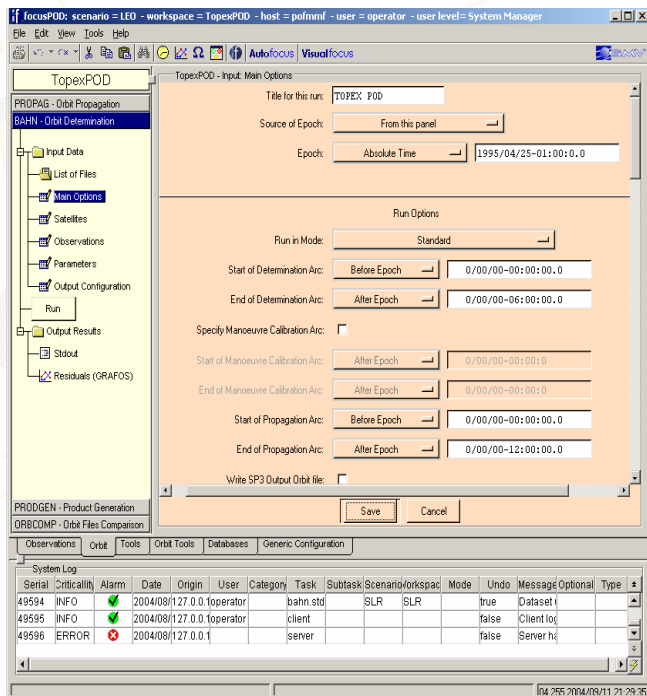 focusPOD: scenario = LEO - workspace = TopexPOD - host = pofmmf - user = operator - user level= System Manager
File Edit View Tools Help
Autofocus Visualfocus
TopexPOD
PROPAG - Orbit Propagation
BAHN - Orbit Determination
Input Data
List of Files
Main Options
Satellites
Observations
Parameters
Output Configuration
Run
Output Results
Stdout
Residuals (GRAFOS)
PRODGEN - Product Generation
ORBCOMP - Orbit Files Comparison
TopexPOD - Input: Main Options
Title for this run: TOPEX POD
Source of Epoch: From this panel
Epoch: Absolute Time 1995/04/25-01:00:0.0
Run Options
Run in Mode: Standard
Start of Determination Arc: Before Epoch 0/00/00-00:00:00.0
End of Determination Arc: After Epoch 0/00/00-06:00:00.0
Specify Manoeuvre Calibration Arc:
Start of Manoeuvre Calibration Arc: After Epoch 0/00/00-00:00:0
End of Manoeuvre Calibration Arc: After Epoch 0/00/00-00:00:0
Start of Propagation Arc: Before Epoch 0/00/00-00:00:00.0
End of Propagation Arc: After Epoch 0/00/00-12:00:00.0
Write SP3 Output Orbit file:
Save Cancel
Observations Orbit Tools Orbit Tools Databases Generic Configuration
System Log
Serial Criticallity Alarm Date Origin User Category Task Subtask Scenario Workspac Mode Undo Message Optional Type
49594 INFO 2004/08/ 127.0.0.1 operator bahn.std SLR SLR true Dataset
49595 INFO 2004/08/ 127.0.0.1 operator client false Client log
49596 ERROR 2004/08/ 127.0.0.1 server false Server ha
04.255.2004/09/11 21:29:35